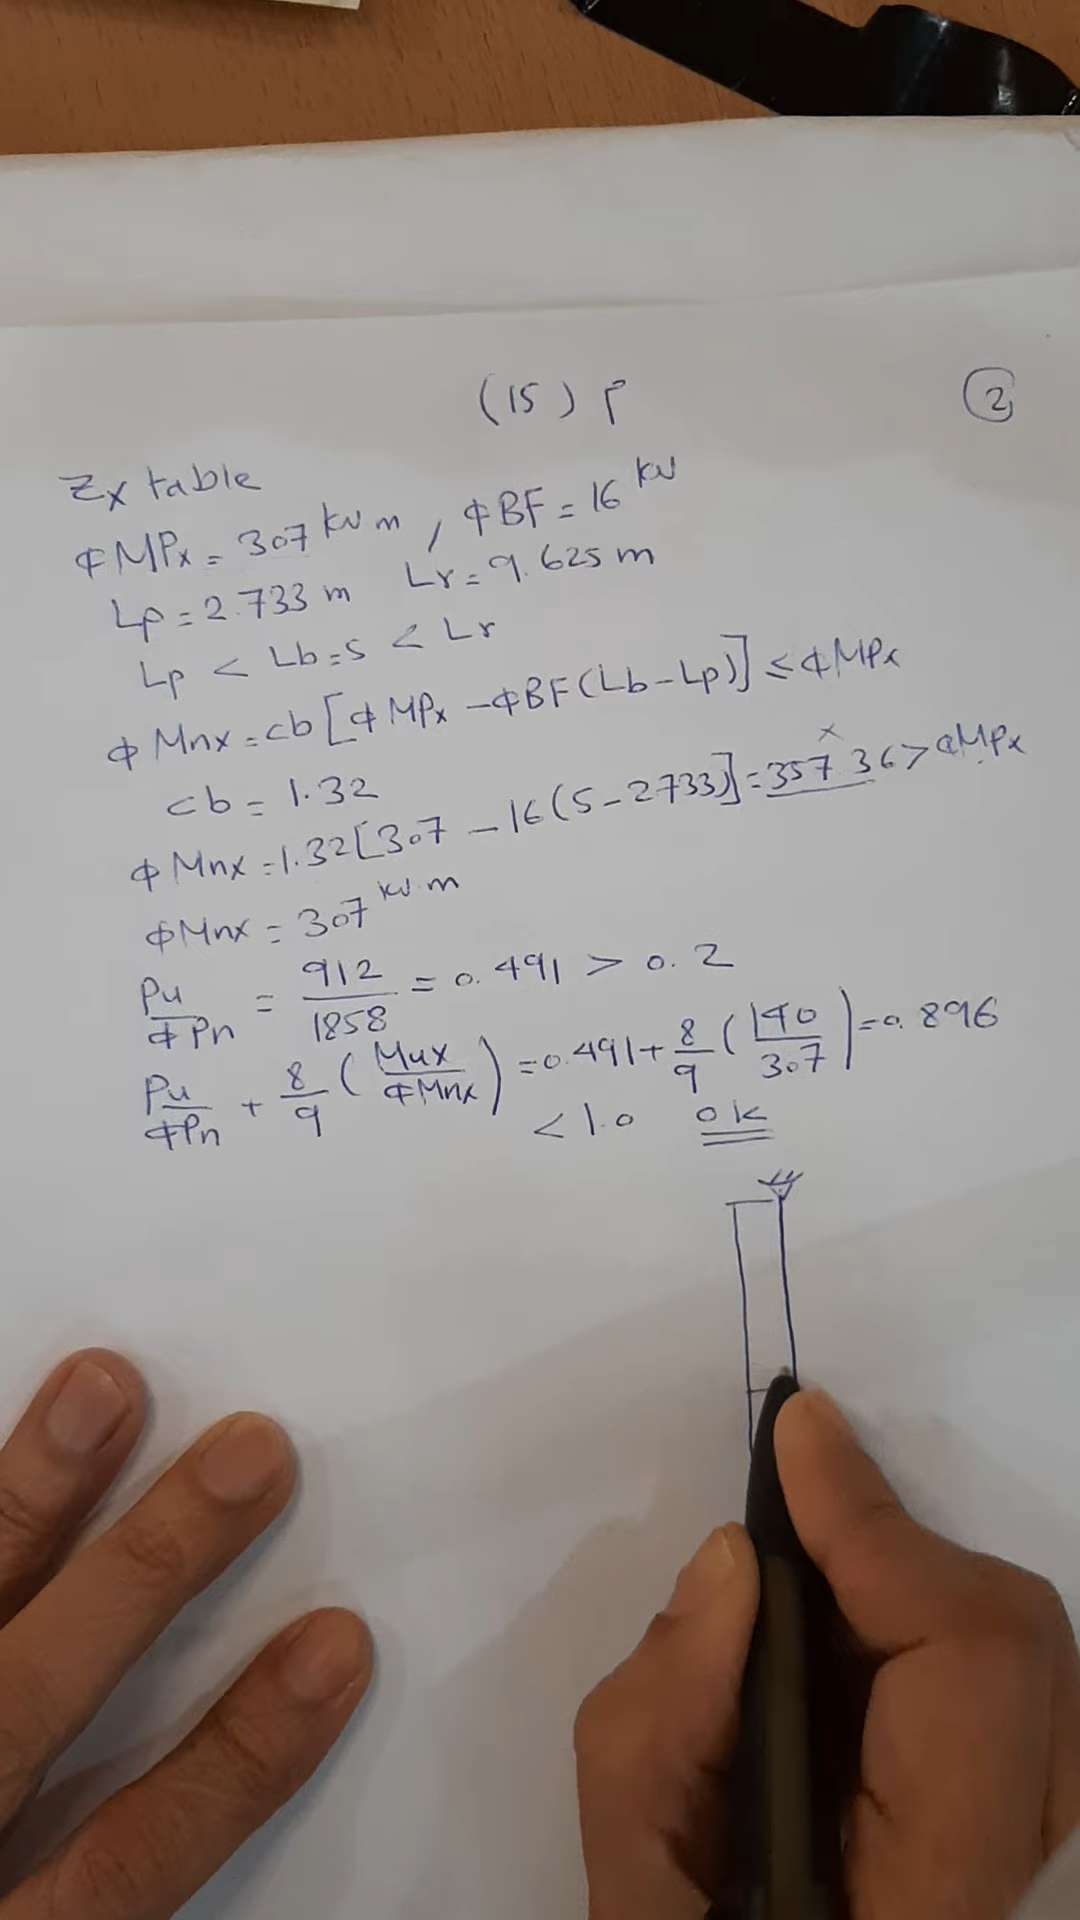 (15) م
2
Zx table
ϕMPx = 307 kN m , ϕBF = 16 kN
Lp = 2.733 m Lr = 9.625 m
Lp < Lb=5 < Lr
ϕMnx = cb[ϕMPx - ϕBF(Lb-Lp)] ≤ ϕMPx
cb = 1.32
ϕMnx = 1.32[307 - 16(5-2733)] = 357 36 > ϕMPx
ϕMnx = 307 kN.m
Pu/ϕPn = 912/1858 = 0.491 > 0.2
Pu/ϕPn + 8/9 (Mux/ϕMnx) = 0.491 + 8/9 (140/307) = 0.896
< 1.0 ok